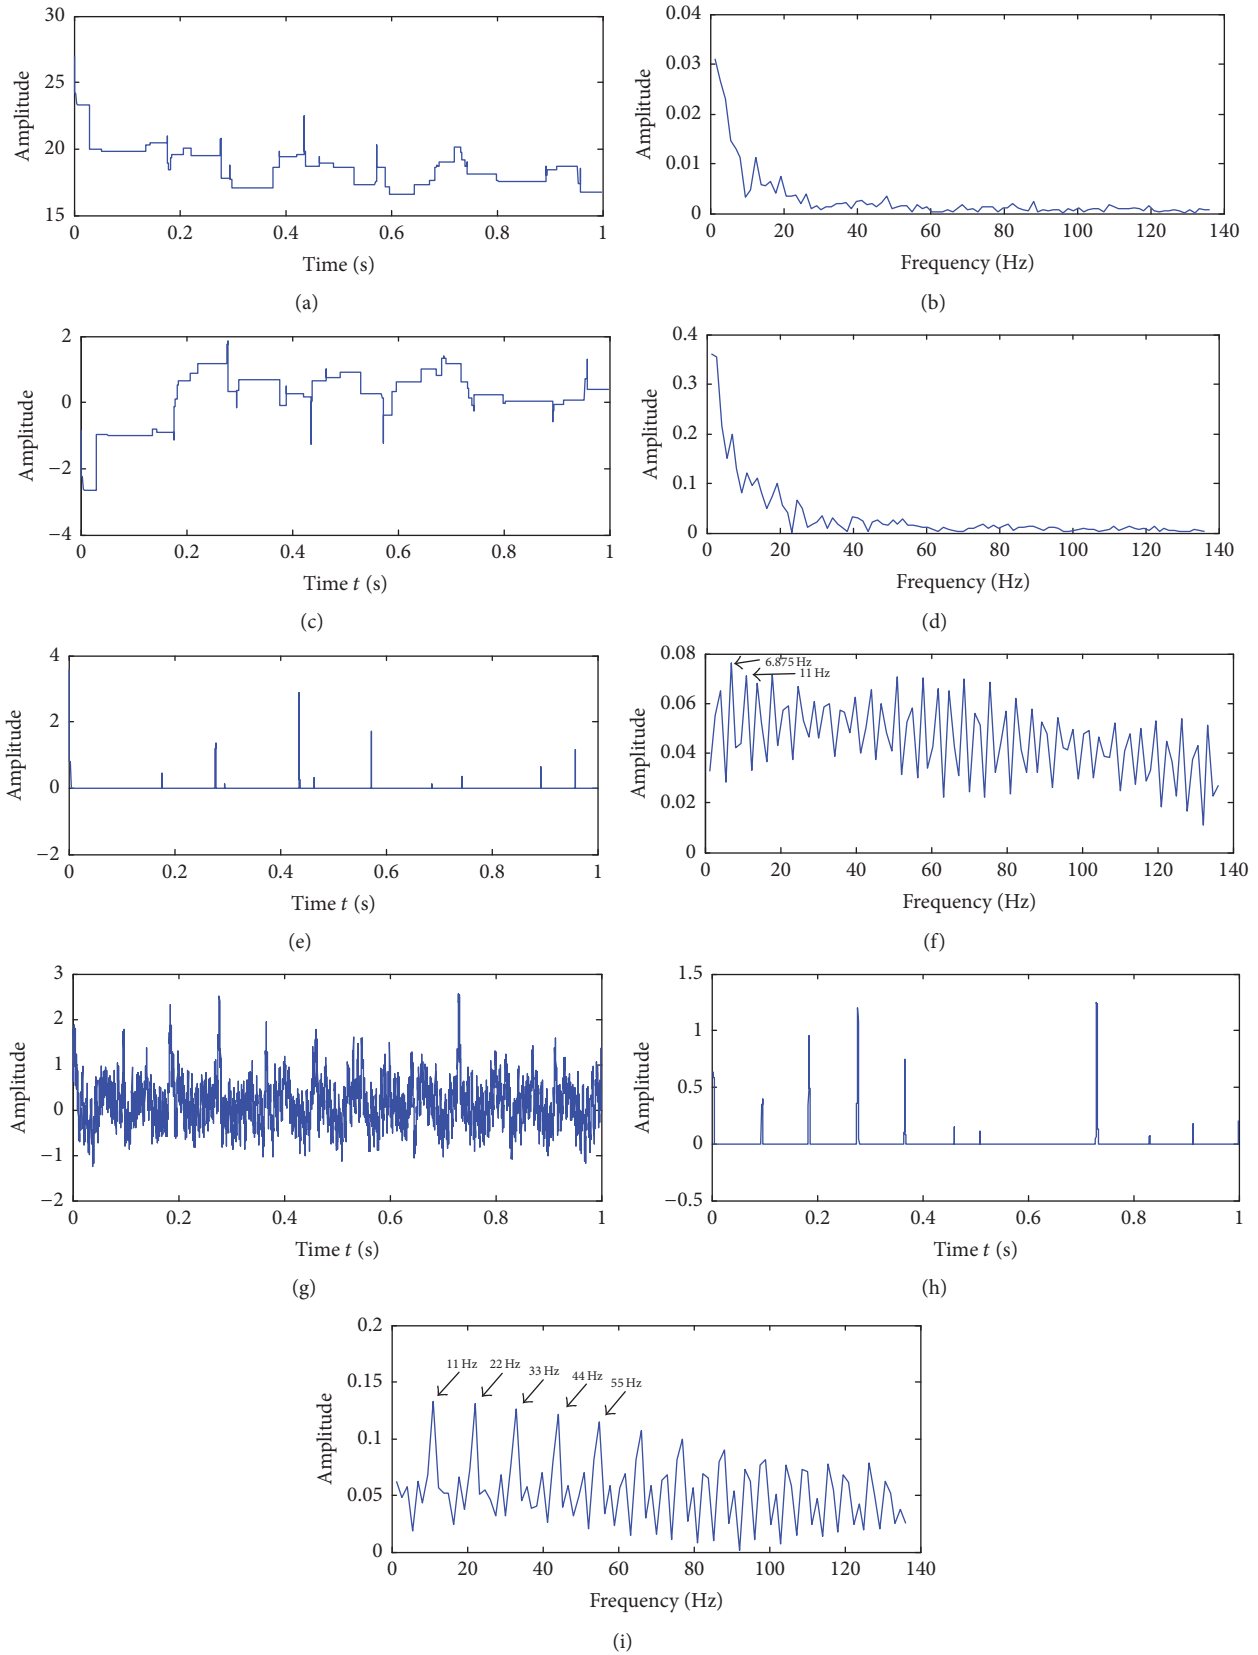 30
25
20
15
Amplitude
0 0.2 0.4 0.6 0.8 1
Time (s)
(a)
0.04
0.03
0.02
0.01
0
Amplitude
0 20 40 60 80 100 120 140
Frequency (Hz)
(b)
2
0
−2
−4
Amplitude
0 0.2 0.4 0.6 0.8 1
Time t (s)
(c)
0.4
0.3
0.2
0.1
0
Amplitude
0 20 40 60 80 100 120 140
Frequency (Hz)
(d)
4
2
0
−2
Amplitude
0 0.2 0.4 0.6 0.8 1
Time t (s)
(e)
0.08
0.06
0.04
0.02
0
Amplitude
6.875 Hz
11 Hz
0 20 40 60 80 100 120 140
Frequency (Hz)
(f)
3
2
1
0
−1
−2
Amplitude
0 0.2 0.4 0.6 0.8 1
Time t (s)
(g)
1.5
1
0.5
0
−0.5
Amplitude
0 0.2 0.4 0.6 0.8 1
Time t (s)
(h)
0.2
0.15
0.1
0.05
0
Amplitude
11 Hz
22 Hz
33 Hz
44 Hz
55 Hz
0 20 40 60 80 100 120 140
Frequency (Hz)
(i)